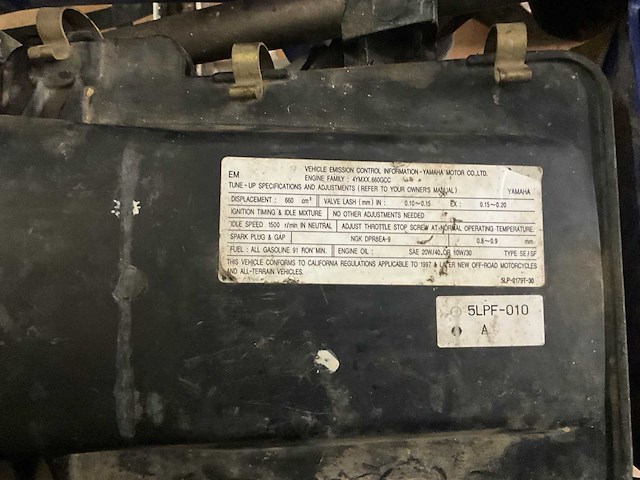 EM VEHICLE EMISSION CONTROL INFORMATION-YAMAHA MOTOR CO.,LTD.
ENGINE FAMILY : 4YMXX.660GCC
TUNE-UP SPECIFICATIONS AND ADJUSTMENTS (REFER TO YOUR OWNER'S MANUAL) YAMAHA
DISPLACEMENT : 660 cm³ VALVE LASH (mm) IN : 0.10~0.15 EX : 0.15~0.20
IGNITION TIMING & IDLE MIXTURE NO OTHER ADJUSTMENTS NEEDED
IDLE SPEED 1500 r/min IN NEUTRAL ADJUST THROTTLE STOP SCREW AT NORMAL OPERATING TEMPERATURE.
SPARK PLUG & GAP NGK DPR8EA-9 0.8~0.9 mm
FUEL : ALL GASOLINE 91 RON MIN. ENGINE OIL : SAE 20W/40 OR 10W/30 TYPE SE/SF
THIS VEHICLE CONFORMS TO CALIFORNIA REGULATIONS APPLICABLE TO 1997 & LATER NEW OFF-ROAD MOTORCYCLES
AND ALL-TERRAIN VEHICLES.
5LP-0179T-30
5LPF-010
A